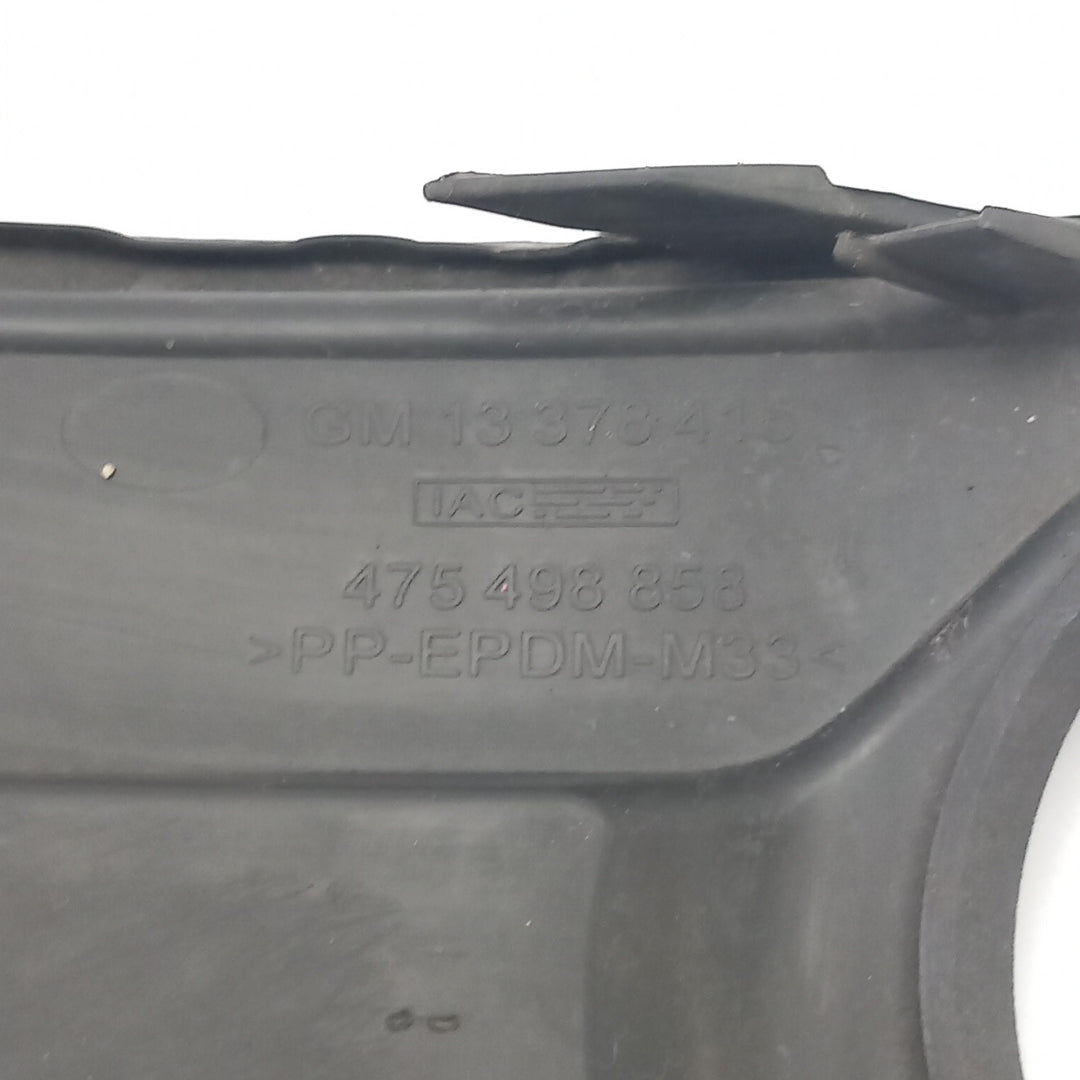 GM 13 378 415
IAC
475 498 858
>PP-EPDM-M33<